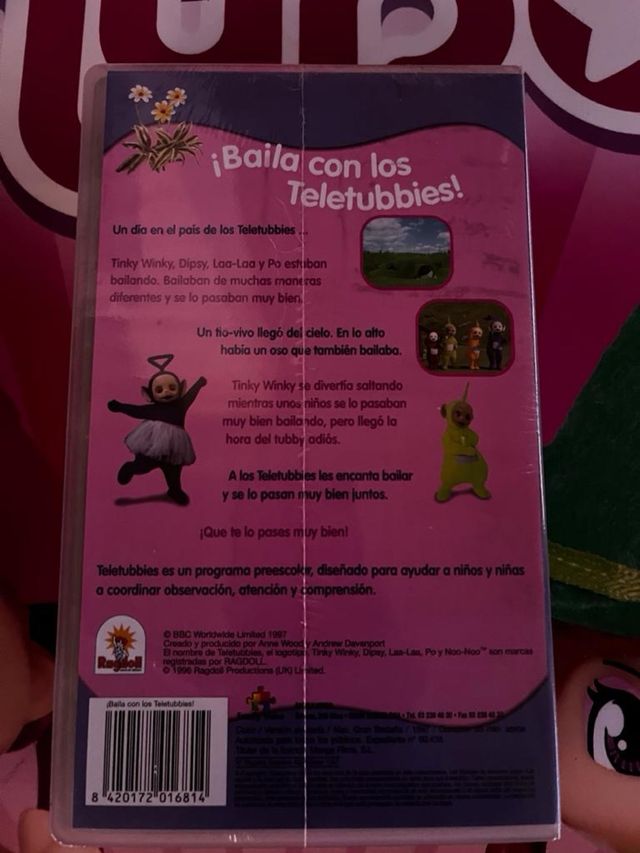 ¡Baila con los
Teletubbies!
Un día en el país de los Teletubbies ...
Tinky Winky, Dipsy, Laa-Laa y Po estaban
bailando. Bailaban de muchas maneras
diferentes y se lo pasaban muy bien.
Un tio-vivo llegó del cielo. En lo alto
había un oso que también bailaba.
Tinky Winky se divertía saltando
mientras unos niños se lo pasaban
muy bien bailando, pero llegó la
hora del tubby adiós.
A los Teletubbies les encanta bailar
y se lo pasan muy bien juntos.
¡Que te lo pases muy bien!
Teletubbies es un programa preescolar, diseñado para ayudar a niños y niñas
a coordinar observación, atención y comprensión.
Ragdoll
© BBC Worldwide Limited 1997
Creado y producido por Anne Wood y Andrew Davenport
El nombre de Teletubbies, el logotipo, Tinky Winky, Dipsy, Laa-Laa, Po y Noo-Noo™ son marcas
registradas por RAGDOLL.
© 1996 Ragdoll Productions (UK) Limited.
¡Baila con los Teletubbies!
8 420172 016814